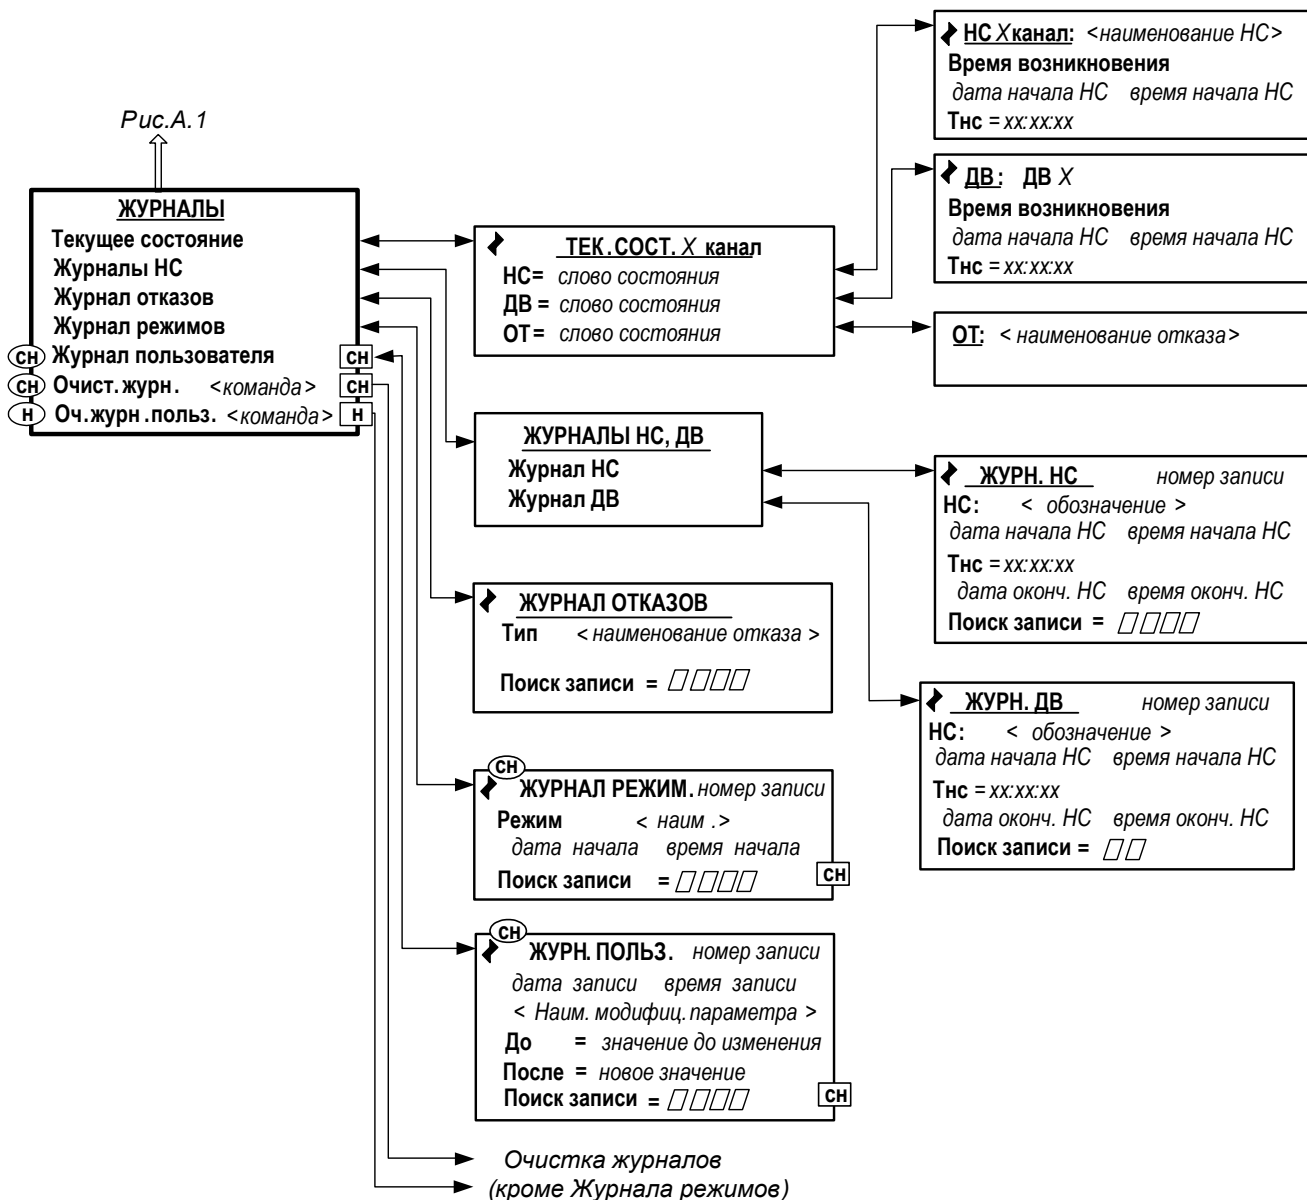 Рис.А.1
ЖУРНАЛЫ
Текущее состояние
Журналы НС
Журнал отказов
Журнал режимов
СН Журнал пользователя СН
СН Очист.журн. <команда> СН
Н Оч.журн.польз. <команда> Н
ТЕК.СОСТ. X канал
НС= слово состояния
ДВ= слово состояния
ОТ= слово состояния
НС X канал: <наименование НС>
Время возникновения
дата начала НС время начала НС
Тнс =xx:xx:xx
ДВ: ДВ X
Время возникновения
дата начала НС время начала НС
Тнс =xx:xx:xx
ОТ: <наименование отказа>
ЖУРНАЛЫ НС, ДВ
Журнал НС
Журнал ДВ
ЖУРН. НС номер записи
НС: < обозначение >
дата начала НС время начала НС
Тнс =xx:xx:xx
дата оконч. НС время оконч. НС
Поиск записи =
ЖУРН. ДВ номер записи
НС: < обозначение >
дата начала НС время начала НС
Тнс =xx:xx:xx
дата оконч. НС время оконч. НС
Поиск записи =
ЖУРНАЛ ОТКАЗОВ
Тип <наименование отказа >
Поиск записи =
СН
ЖУРНАЛ РЕЖИМ. номер записи
Режим < наим .>
дата начала время начала
Поиск записи = СН
СН
ЖУРН. ПОЛЬЗ. номер записи
дата записи время записи
< Наим. модифиц. параметра >
До = значение до изменения
После = новое значение
Поиск записи = СН
Очистка журналов
(кроме Журнала режимов)